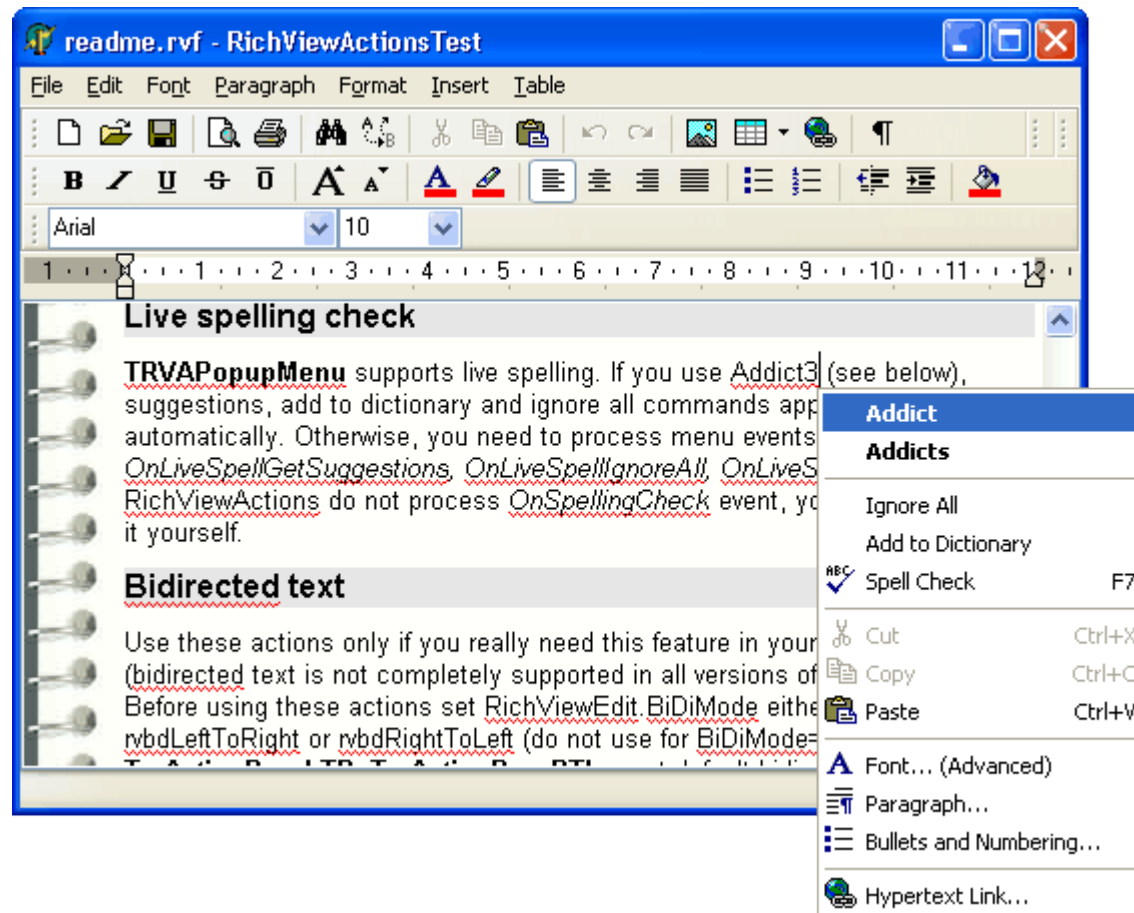 readme.rvf - RichViewActionsTest
File Edit Font Paragraph Format Insert Table
B I U S O A A A
Arial 10
1 1 2 3 4 5 6 7 8 9 10 11 12
Live spelling check
TRVAPopupMenu supports live spelling. If you use Addict3 (see below),
suggestions, add to dictionary and ignore all commands app
automatically. Otherwise, you need to process menu events
OnLiveSpellGetSuggestions, OnLiveSpellIgnoreAll, OnLiveS
RichViewActions do not process OnSpellingCheck event, yo
it yourself.
Bidirected text
Use these actions only if you really need this feature in your
(bidirected text is not completely supported in all versions of
Before using these actions set RichViewEdit.BiDiMode eithe
rvbdLeftToRight or rvbdRightToLeft (do not use for BiDiMode=
Addict
Addicts
Ignore All
Add to Dictionary
Spell Check F7
Cut Ctrl+X
Copy Ctrl+C
Paste Ctrl+V
Font... (Advanced)
Paragraph...
Bullets and Numbering...
Hypertext Link...